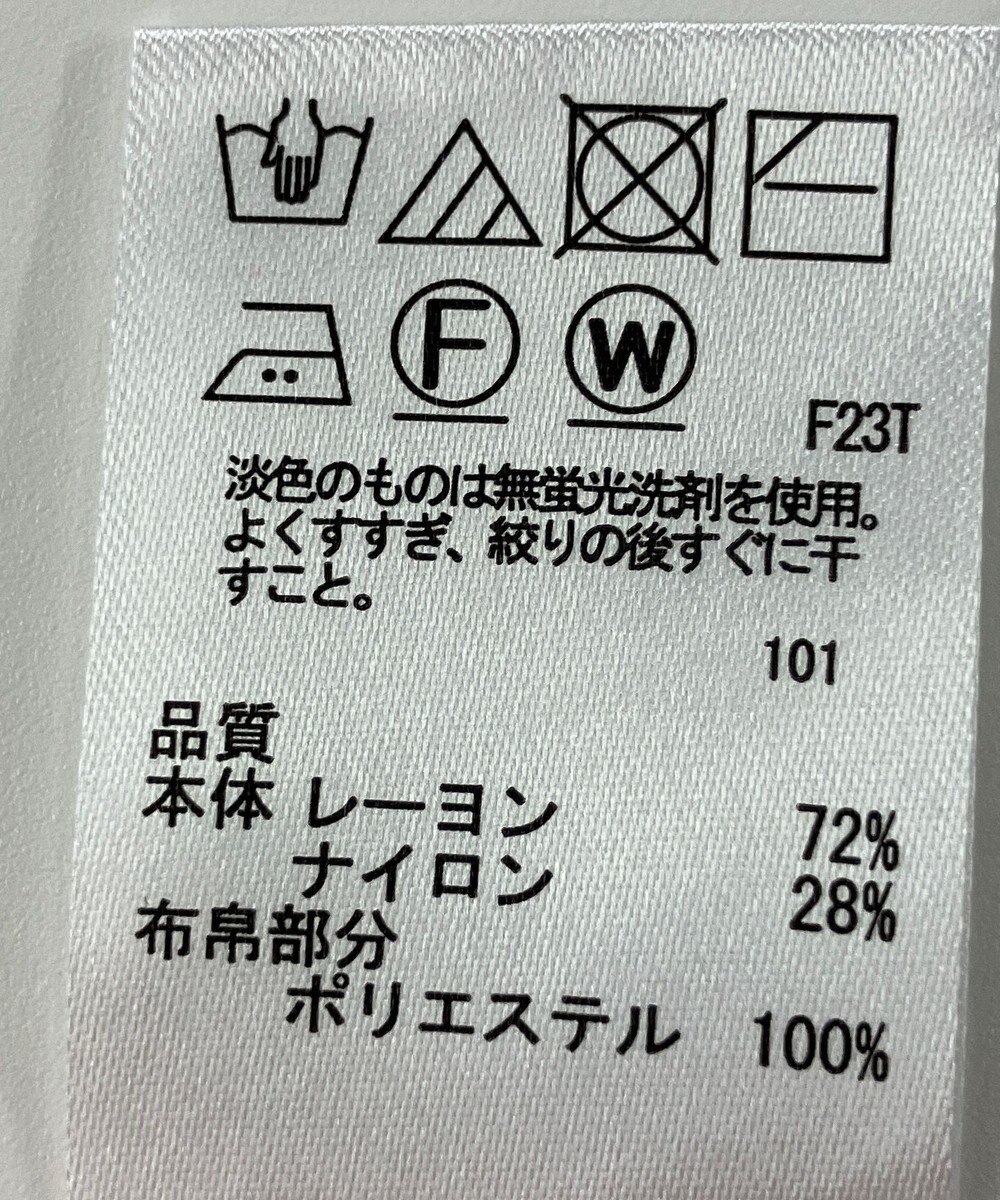 F W
F23T
淡色のものは無蛍光洗剤を使用。
よくすすぎ、絞りの後すぐに干
すこと。
101
品質
本体 レーヨン 72%
ナイロン 28%
布帛部分
ポリエステル 100%